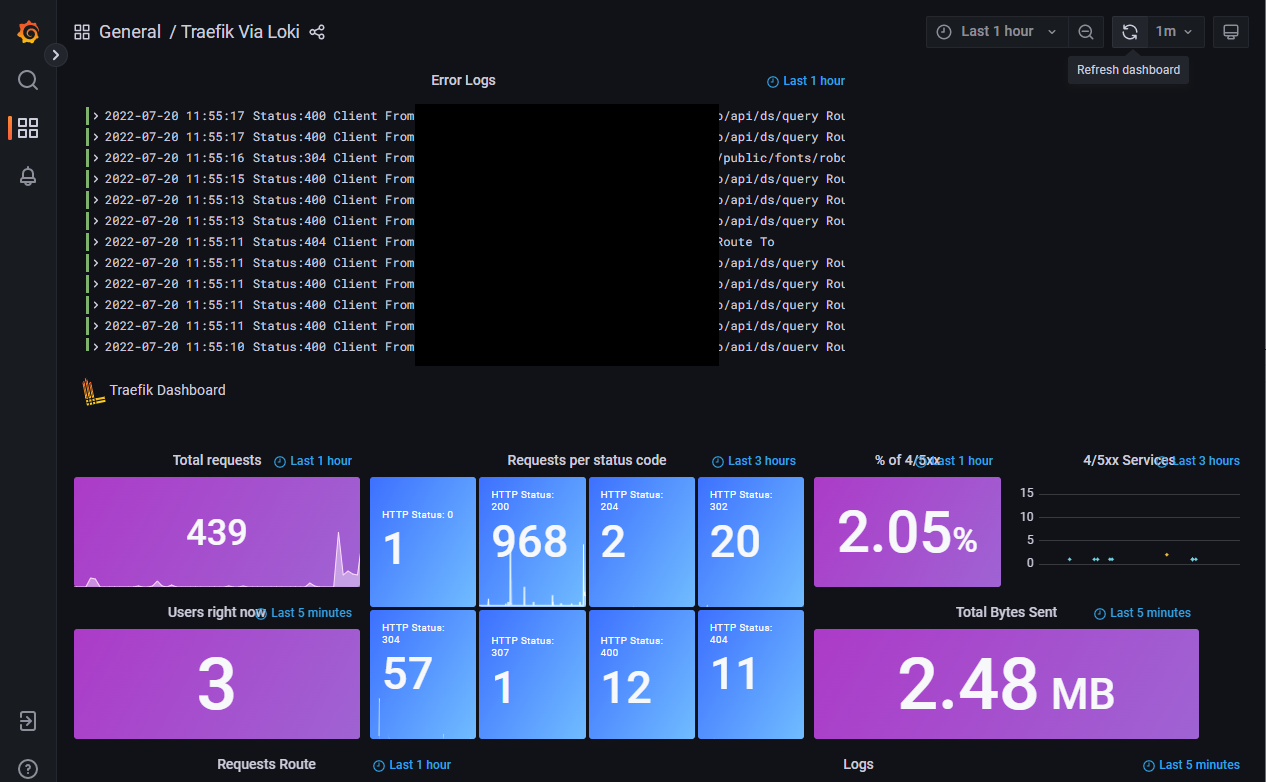 General / Traefik Via Loki
Last 1 hour
1m
Refresh dashboard
Error Logs
Last 1 hour
2022-07-20 11:55:17 Status:400 Client From o/api/ds/query Rou
2022-07-20 11:55:17 Status:400 Client From o/api/ds/query Rou
2022-07-20 11:55:16 Status:304 Client From /public/fonts/robo
2022-07-20 11:55:15 Status:400 Client From o/api/ds/query Rou
2022-07-20 11:55:13 Status:400 Client From o/api/ds/query Rou
2022-07-20 11:55:13 Status:400 Client From o/api/ds/query Rou
2022-07-20 11:55:11 Status:404 Client From Route To
2022-07-20 11:55:11 Status:400 Client From o/api/ds/query Rou
2022-07-20 11:55:11 Status:400 Client From o/api/ds/query Rou
2022-07-20 11:55:11 Status:400 Client From o/api/ds/query Rou
2022-07-20 11:55:11 Status:400 Client From o/api/ds/query Rou
2022-07-20 11:55:10 Status:400 Client From o/api/ds/query Rou
Traefik Dashboard
Total requests
Last 1 hour
439
Users right now
Last 5 minutes
3
Requests per status code
Last 3 hours
HTTP Status: 0
1
HTTP Status:
200
968
HTTP Status:
204
2
HTTP Status:
302
20
HTTP Status:
304
57
HTTP Status:
307
1
HTTP Status:
400
12
HTTP Status:
404
11
% of 4/5xx
Last 1 hour
2.05%
4/5xx Services
Last 3 hours
15
10
5
0
Total Bytes Sent
Last 5 minutes
2.48 MB
Requests Route
Last 1 hour
Logs
Last 5 minutes